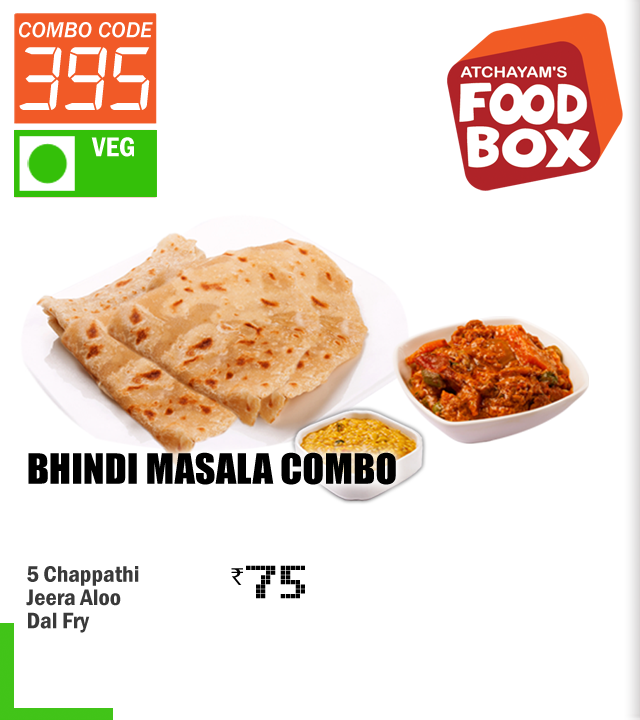 COMBO CODE
395
VEG
ATCHAYAM'S
FOOD
BOX
BHINDI MASALA COMBO
5 Chappathi
Jeera Aloo
Dal Fry
₹75